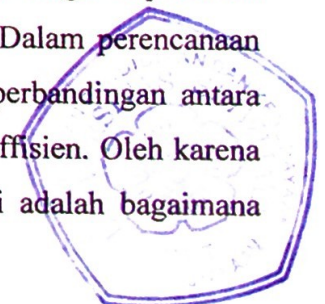 Dalam perencanaan
perbandingan antara
ffisien. Oleh karena
i adalah bagaimana